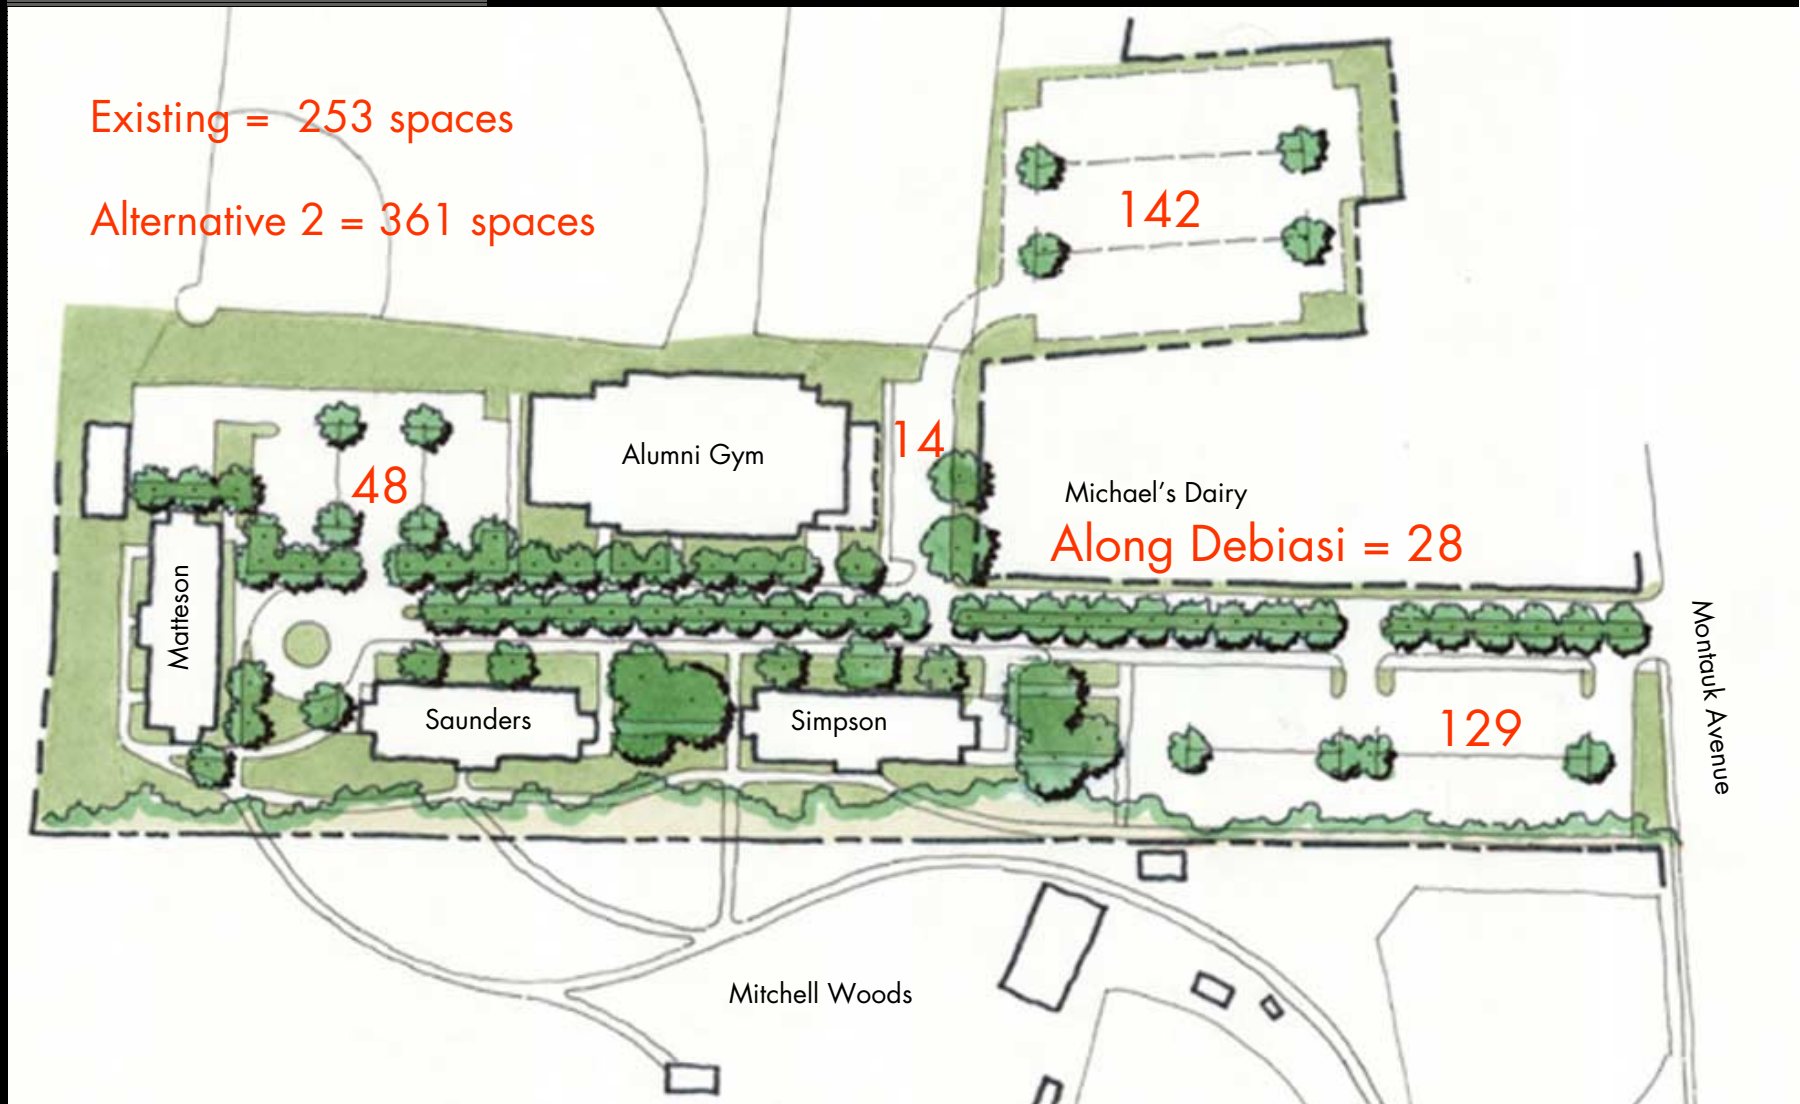 Existing = 253 spaces
Alternative 2 = 361 spaces
142
14
Alumni Gym
48
Michael's Dairy
Along Debiasi = 28
Matteson
Saunders
Simpson
129
Montauk Avenue
Mitchell Woods